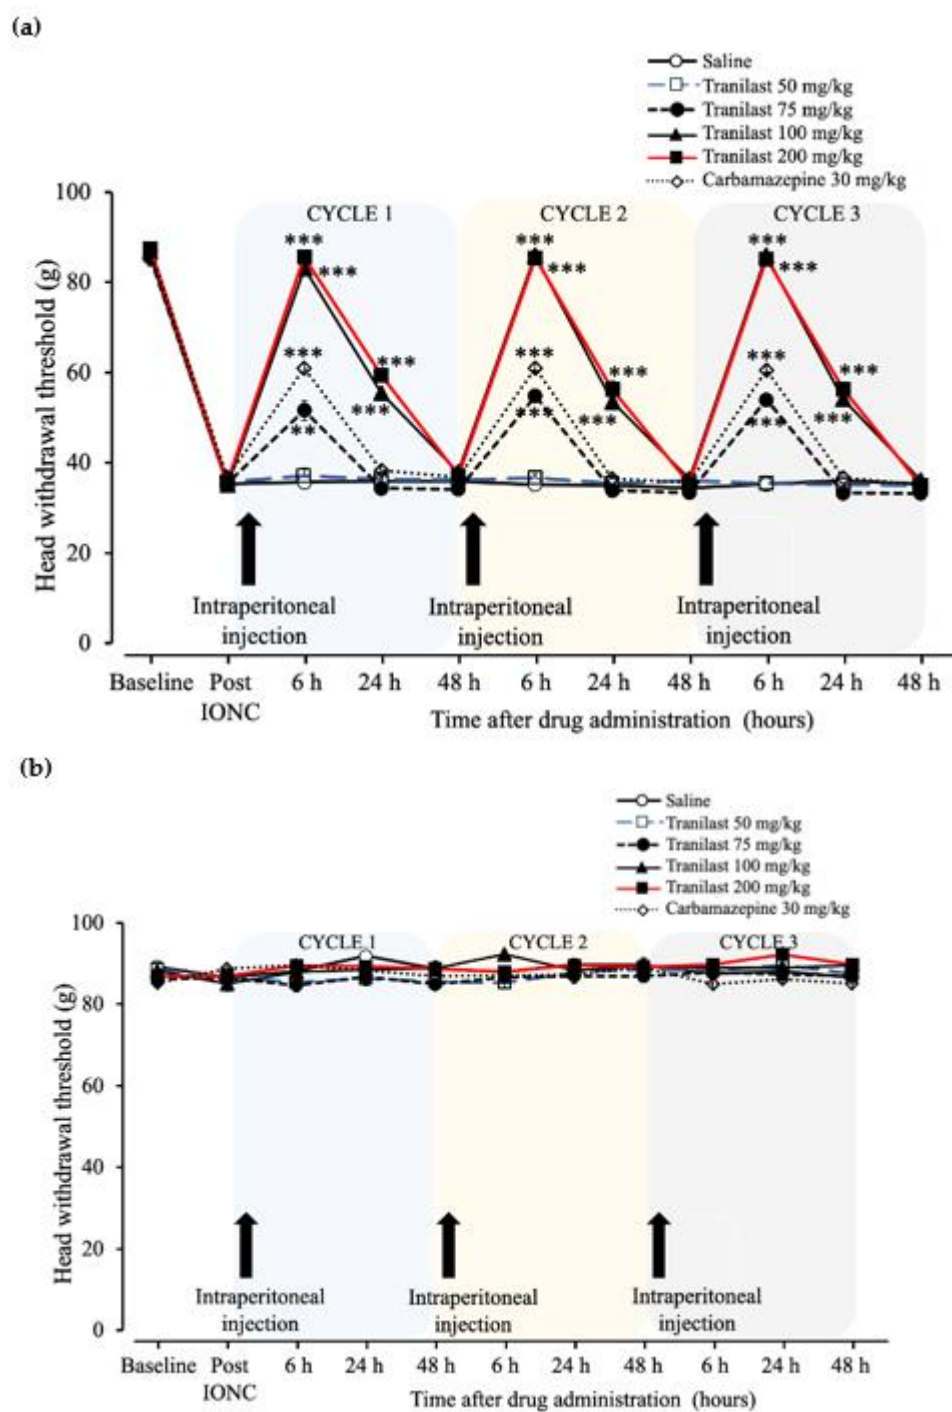 (a)
Saline
Tranilast 50 mg/kg
Tranilast 75 mg/kg
Tranilast 100 mg/kg
Tranilast 200 mg/kg
Carbamazepine 30 mg/kg
Head withdrawal threshold (g)
100
80
60
40
20
0
CYCLE 1
CYCLE 2
CYCLE 3
***
***
***
***
***
***
***
***
***
***
***
***
**
***
***
***
***
***
Intraperitoneal
injection
Intraperitoneal
injection
Intraperitoneal
injection
Baseline Post 6 h 24 h 48 h 6 h 24 h 48 h 6 h 24 h 48 h
IONC
Time after drug administration (hours)
(b)
Saline
Tranilast 50 mg/kg
Tranilast 75 mg/kg
Tranilast 100 mg/kg
Tranilast 200 mg/kg
Carbamazepine 30 mg/kg
Head withdrawal threshold (g)
100
80
60
40
20
0
CYCLE 1
CYCLE 2
CYCLE 3
Intraperitoneal
injection
Intraperitoneal
injection
Intraperitoneal
injection
Baseline Post 6 h 24 h 48 h 6 h 24 h 48 h 6 h 24 h 48 h
IONC
Time after drug administration (hours)